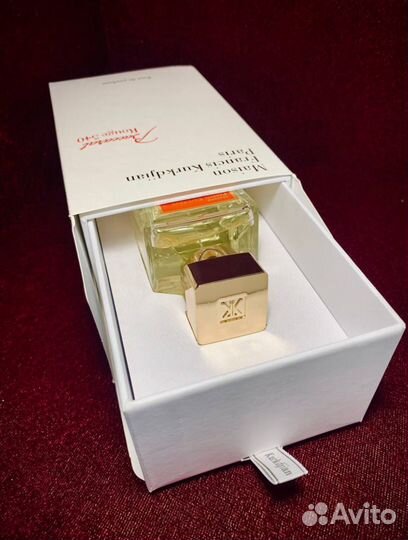 Eau de parfum
Baccarat
Rouge 540
Maison
Francis Kurkdjian
Paris
Kurkdjian
Avito